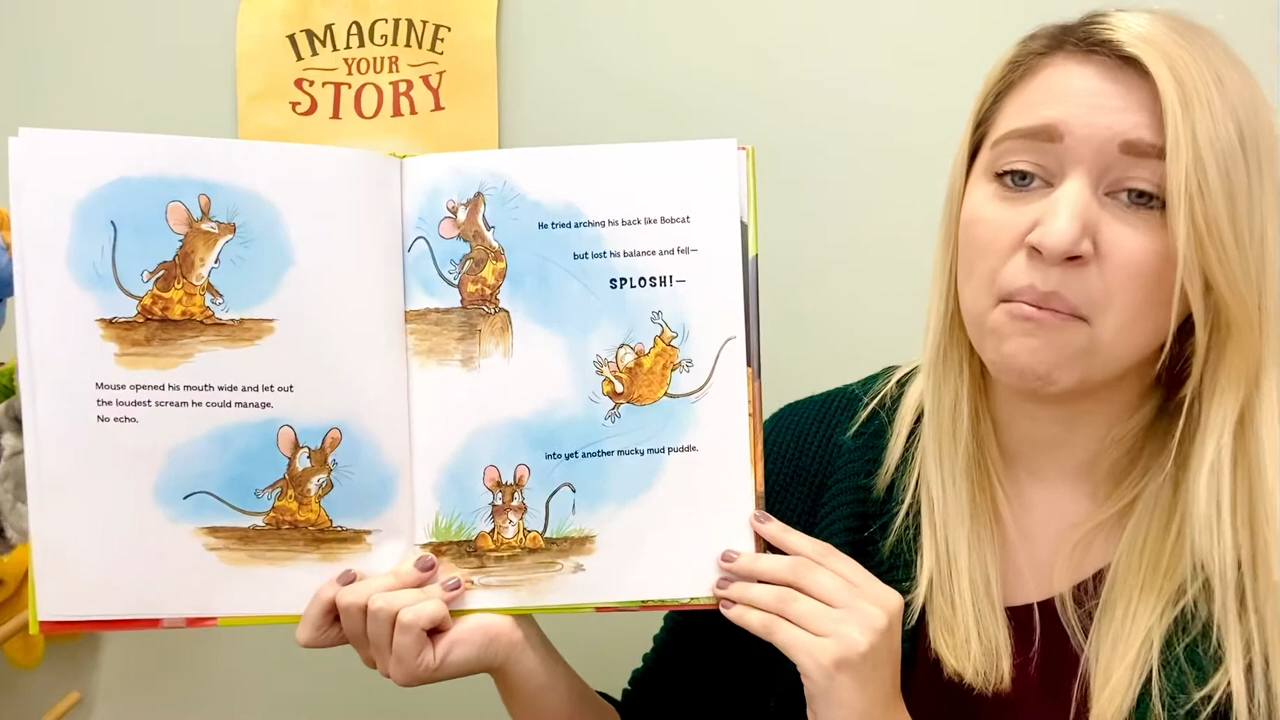 IMAGINE
YOUR
STORY
Mouse opened his mouth wide and let out
the loudest scream he could manage.
No echo.
He tried arching his back like Bobcat
but lost his balance and fell—
SPLOSH!—
into yet another mucky mud puddle.